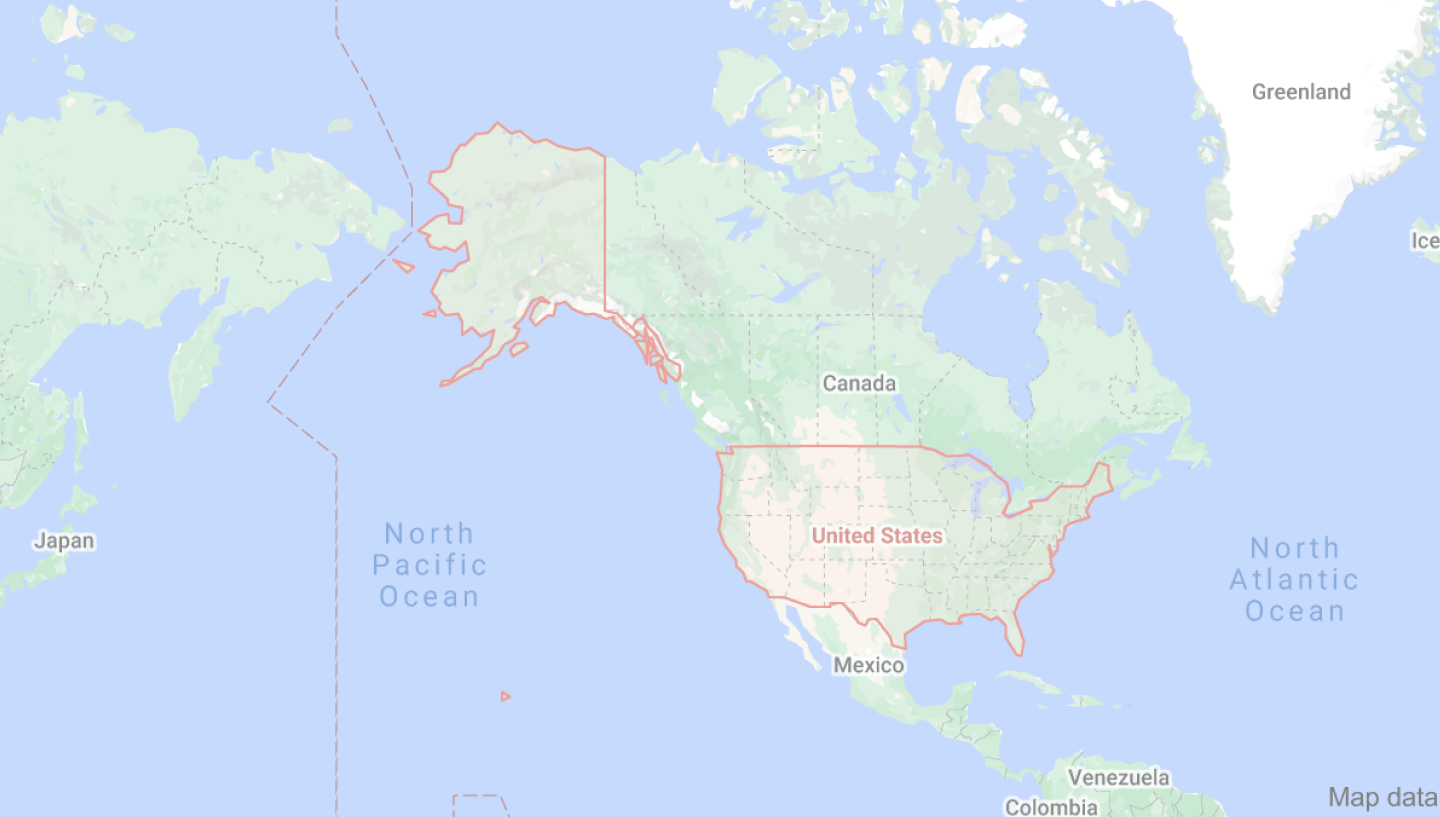 Greenland
Ice
Canada
North
Pacific
Ocean
Japan
United States
North
Atlantic
Ocean
Mexico
Venezuela
Colombia
Map data